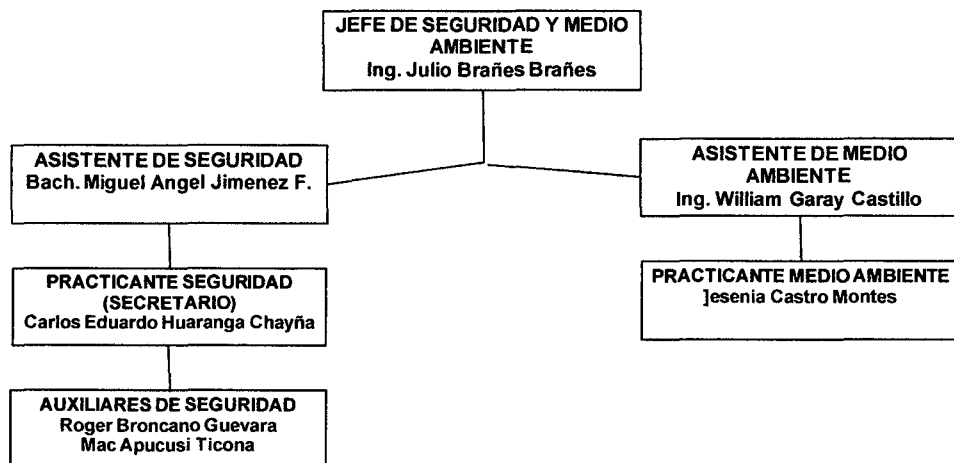 JEFE DE SEGURIDAD Y MEDIO
AMBIENTE
Ing. Julio Brañes Brañes
ASISTENTE DE SEGURIDAD
Bach. Miguel Angel Jimenez F.
ASISTENTE DE MEDIO
AMBIENTE
Ing. William Garay Castillo
PRACTICANTE SEGURIDAD
(SECRETARIO)
Carlos Eduardo Huaranga Chayña
PRACTICANTE MEDIO AMBIENTE
]esenia Castro Montes
AUXILIARES DE SEGURIDAD
Roger Broncano Guevara
Mac Apucusi Ticona